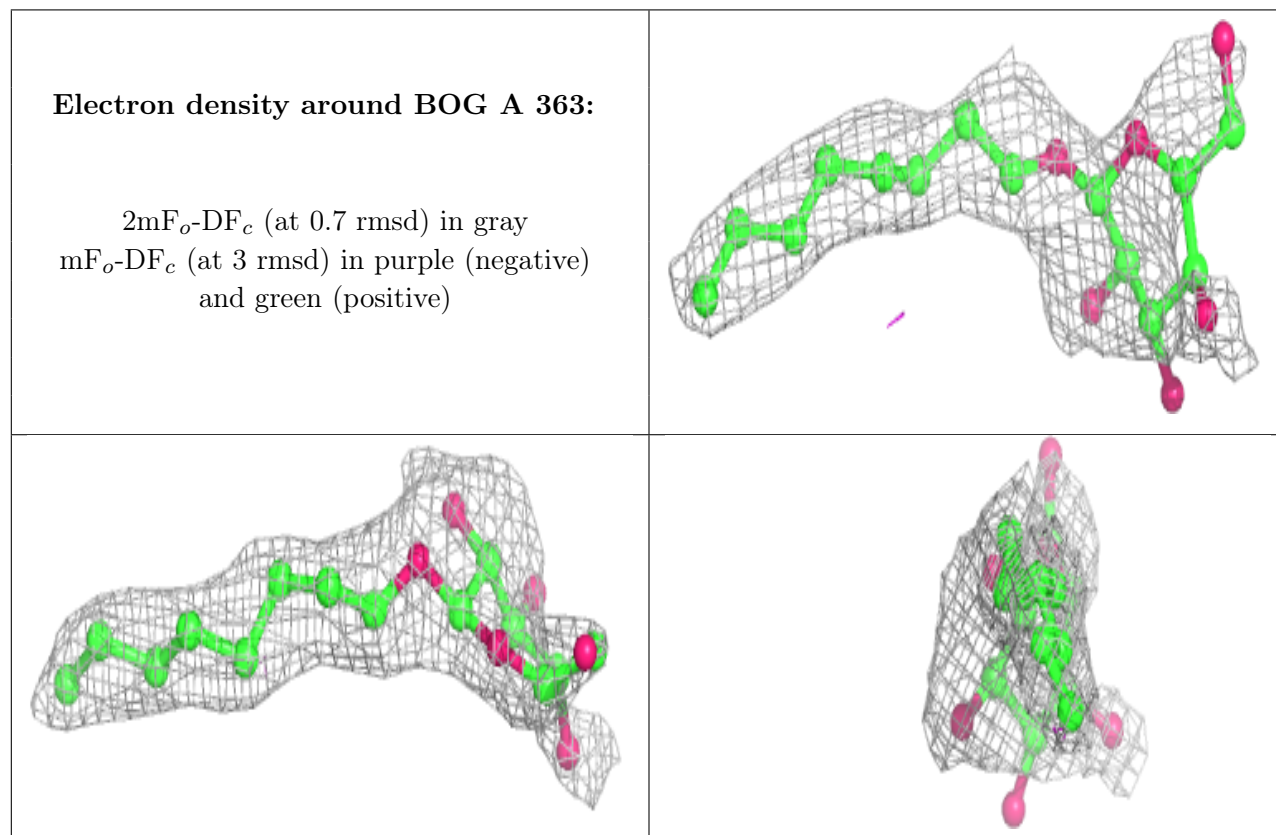 Electron density around BOG A 363:
2mFₒ-DF𝒸 (at 0.7 rmsd) in gray
mFₒ-DF𝒸 (at 3 rmsd) in purple (negative)
and green (positive)